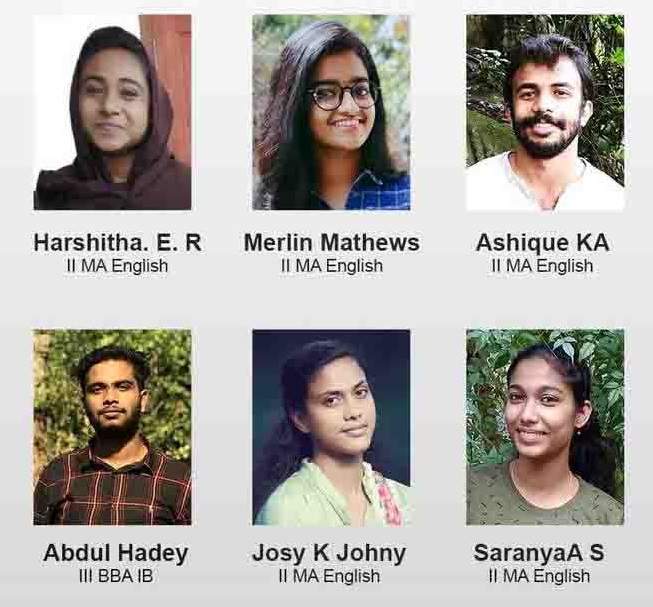 Harshitha. E. R
II MA English
Merlin Mathews
II MA English
Ashique KA
II MA English
Abdul Hadey
III BBA IB
Josy K Johny
II MA English
SaranyaA S
II MA English